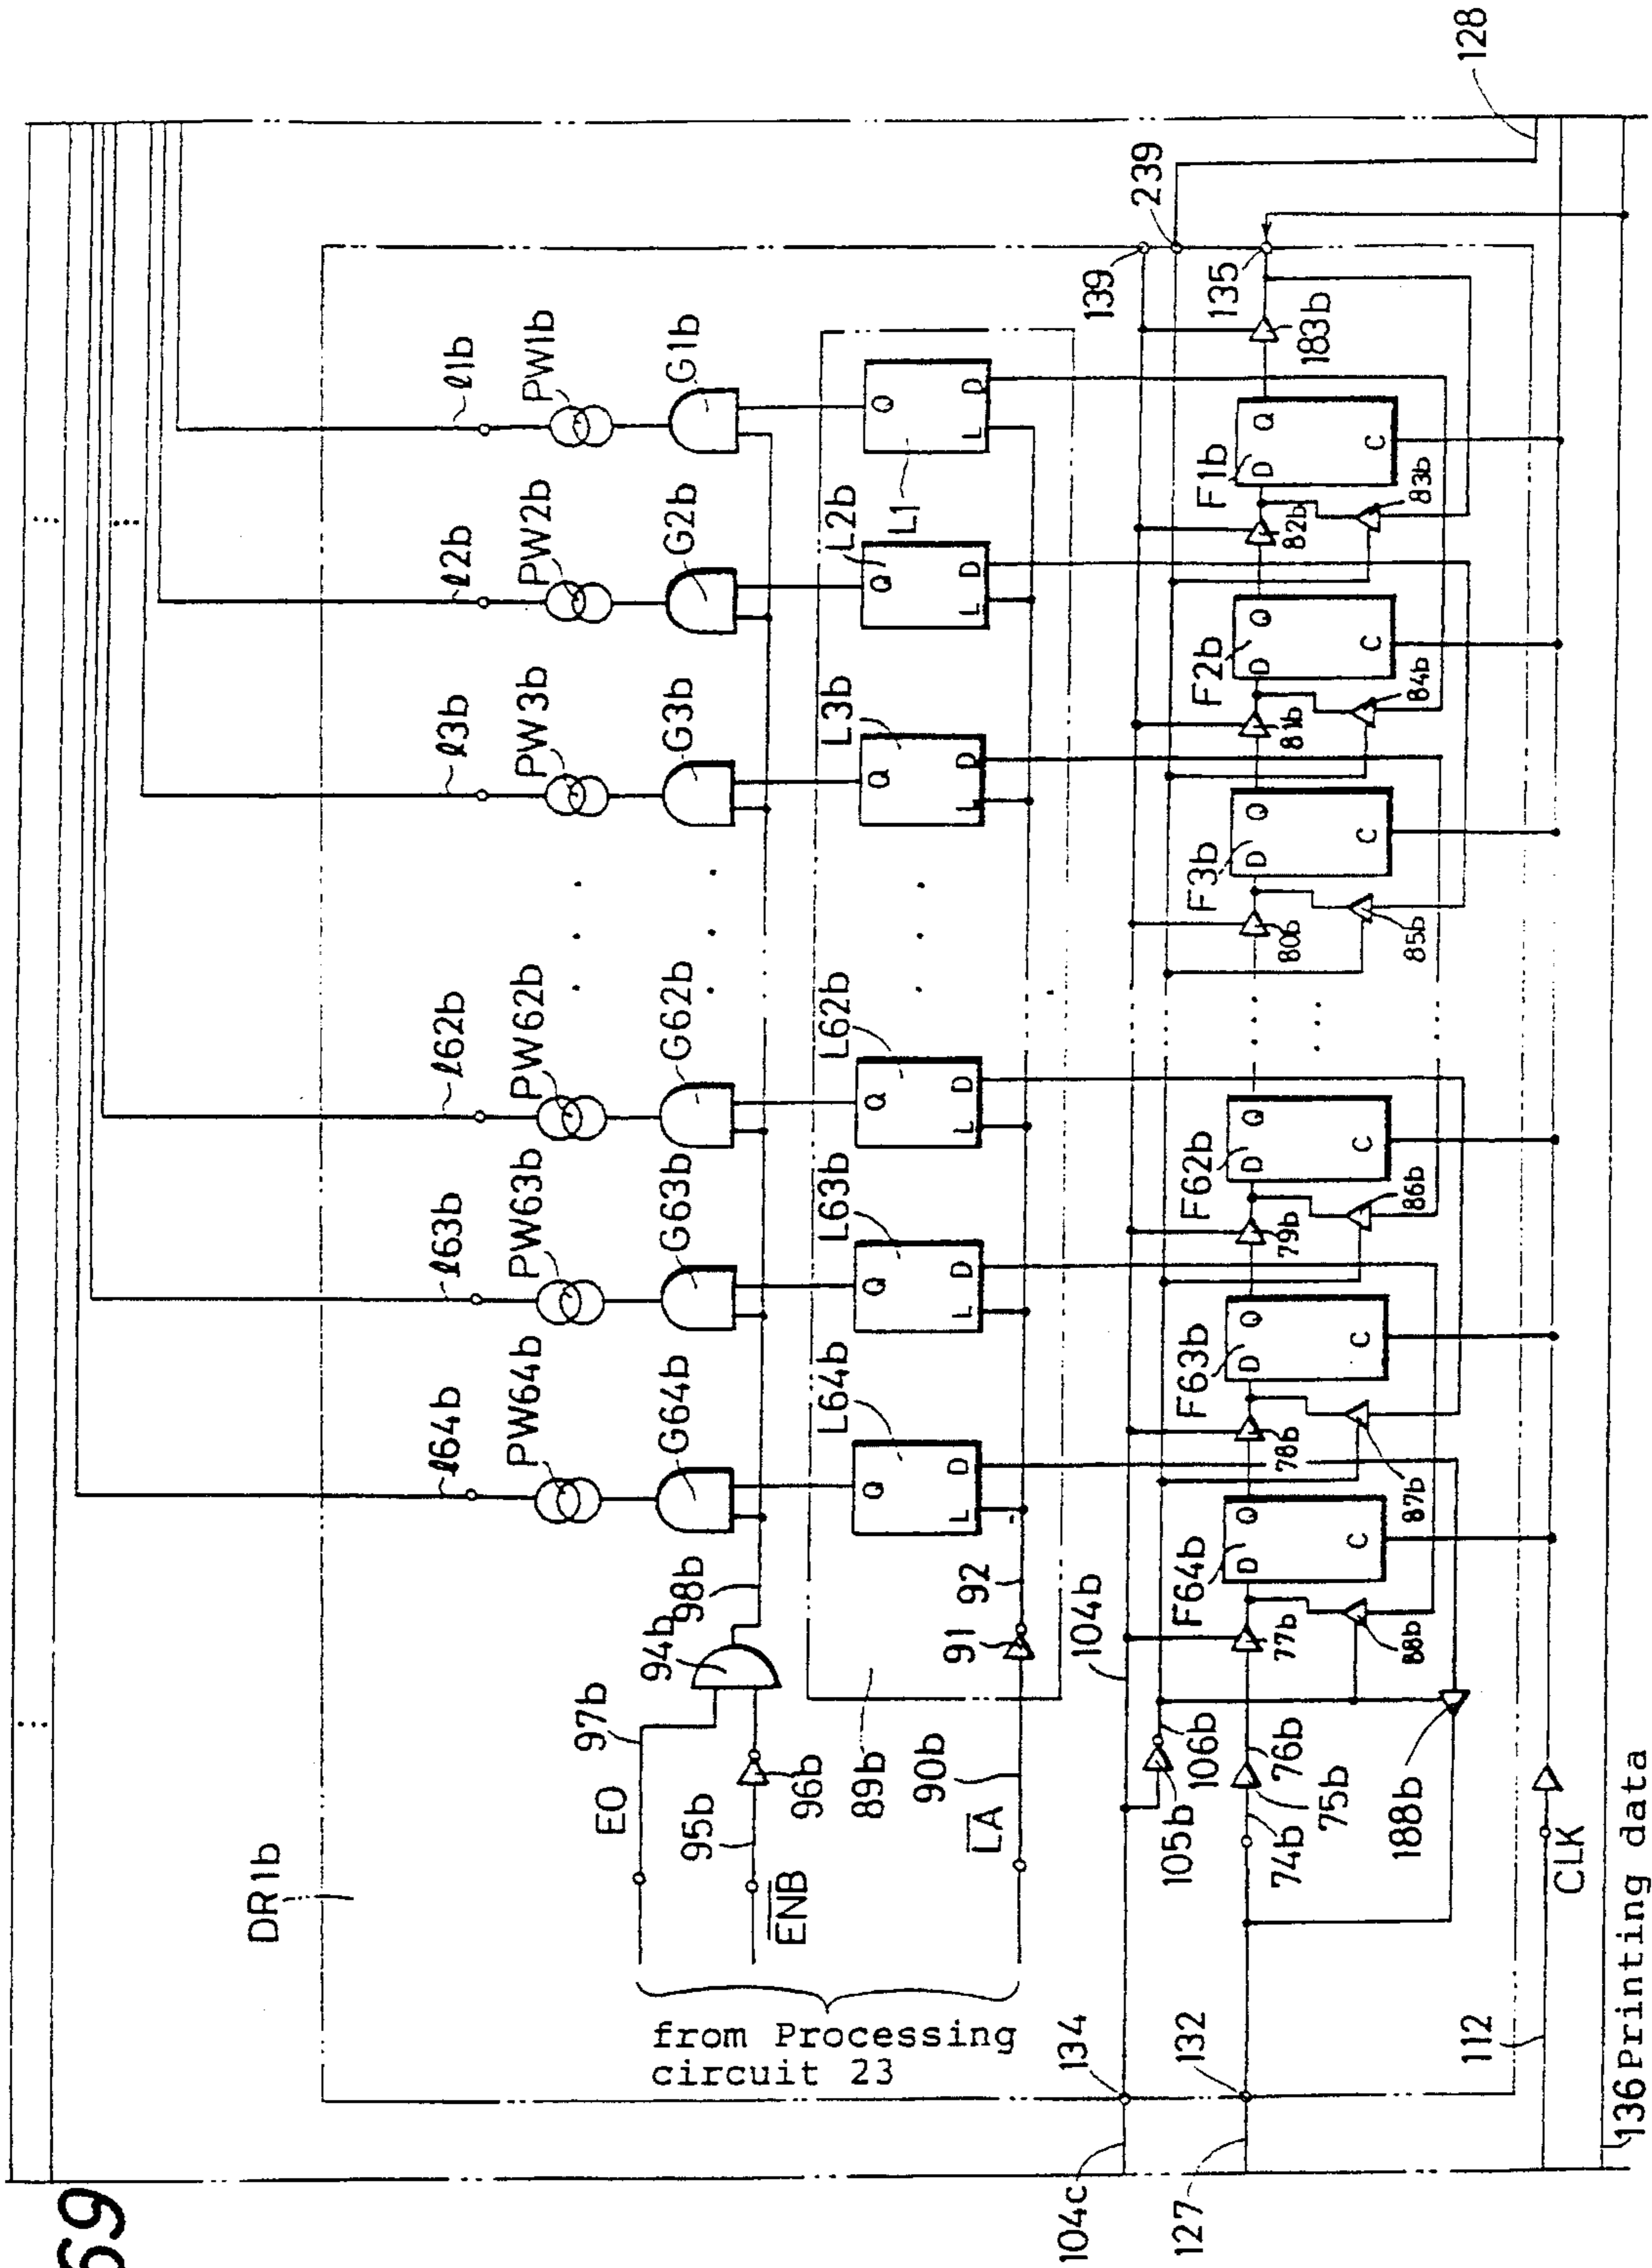 69
DR1b
ℓ64b
ℓ63b
ℓ62b
ℓ3b
ℓ2b
ℓ1b
PW64b
PW63b
PW62b
PW3b
PW2b
PW1b
G64b
G63b
G62b
G3b
G2b
G1b
EO
97b
94b
98b
95b
ENB
96b
89b
L64b
L63b
L62b
L3b
L2b
L1
Q
Q
Q
Q
Q
Q
L
D
L
D
L
D
L
D
L
D
L
D
LA
90b
91
92
from Processing
circuit 23
134
104c
104b
105b
106b
139
239
128
132
127
74b
75b
76b
77b
78b
79b
80b
81b
82b
183b
135
F64b
F63b
F62b
F3b
F2b
F1b
D
Q
C
D
Q
C
D
Q
C
D
Q
C
D
Q
C
D
Q
C
88b
87b
86b
85b
84b
83b
188b
112
CLK
136 Printing data